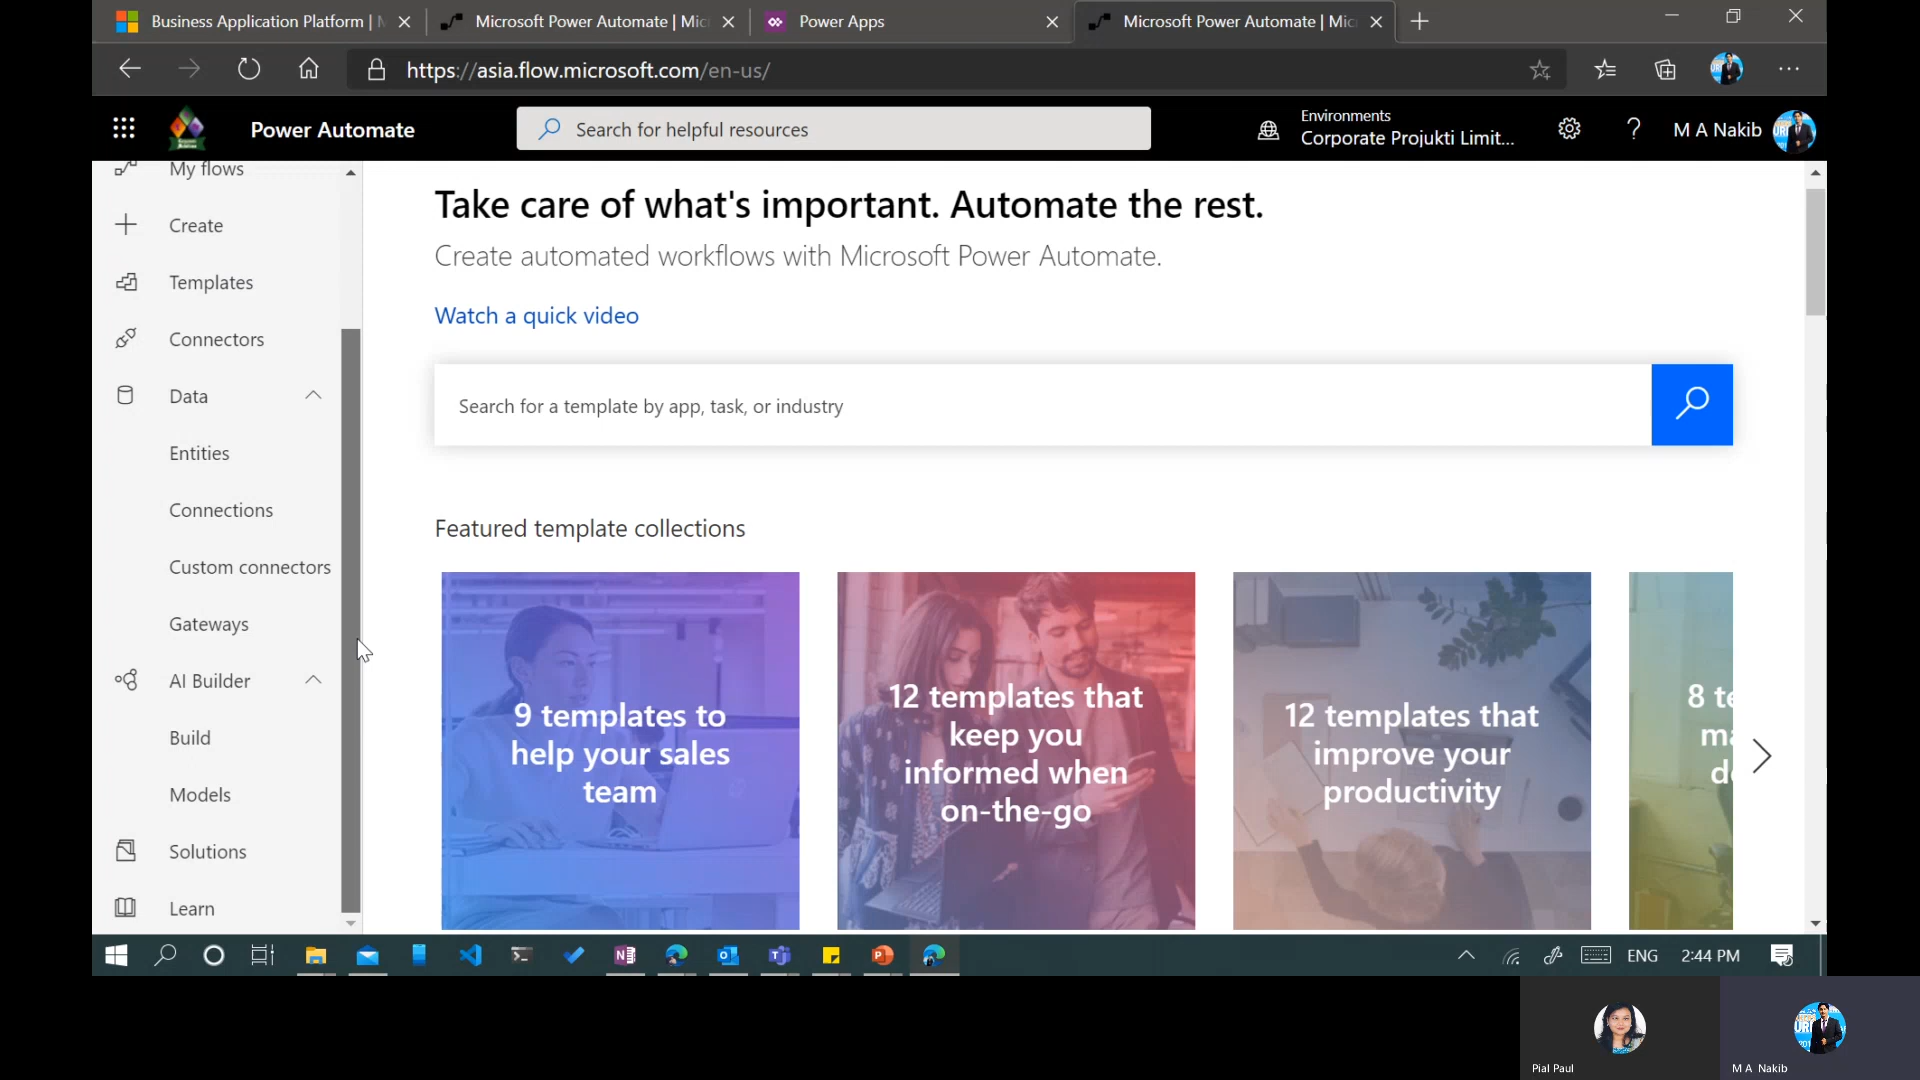 Business Application Platform |
Microsoft Power Automate | Mic
Power Apps
Microsoft Power Automate | Mic
https://asia.flow.microsoft.com/en-us/
Power Automate
Search for helpful resources
Environments
Corporate Projukti Limit...
?
M A Nakib
My flows
Create
Templates
Connectors
Data
Entities
Connections
Custom connectors
Gateways
AI Builder
Build
Models
Solutions
Learn
Take care of what's important. Automate the rest.
Create automated workflows with Microsoft Power Automate.
Watch a quick video
Search for a template by app, task, or industry
Featured template collections
9 templates to
help your sales
team
12 templates that
keep you
informed when
on-the-go
12 templates that
improve your
productivity
8 te
ma
de
ENG
2:44 PM
Pial Paul
M A Nakib